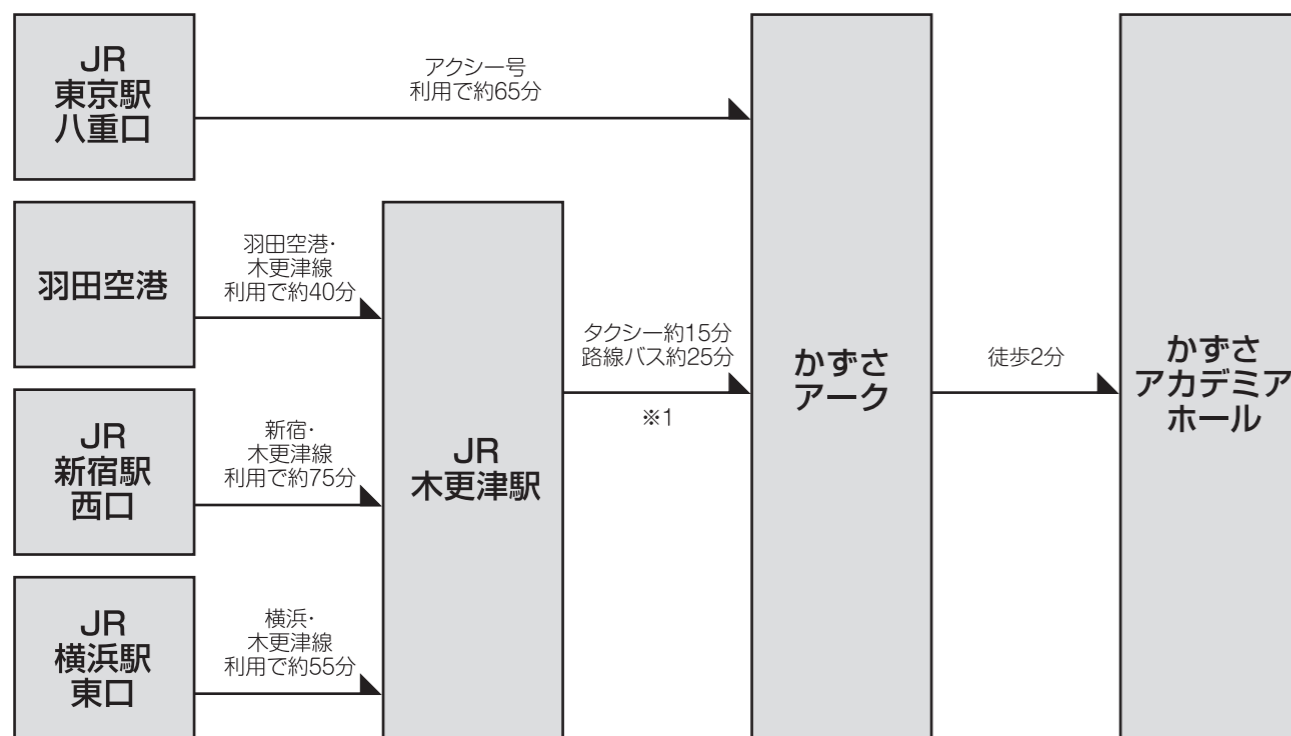 JR
東京駅
八重口
アクシー号
利用で約65分
羽田空港
羽田空港・
木更津線
利用で約40分
JR
新宿駅
西口
新宿・
木更津線
利用で約75分
JR
横浜駅
東口
横浜・
木更津線
利用で約55分
JR
木更津駅
タクシー約15分
路線バス約25分
※1
かずさ
アーク
徒歩2分
かずさ
アカデミア
ホール